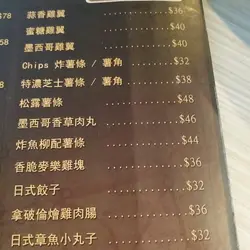 $78 蒜香雞翼 $36
蜜糖雞翼 $40
58 墨西哥雞翼 $40
Chips 炸薯條 / 薯角 $32
8 特濃芝士薯條 / 薯角 $38
松露薯條 $48
墨西哥香草肉丸 $46
炸魚柳配薯條 $44
香脆麥樂雞塊 $36
日式餃子 $32
拿破倫燴雞肉腸 $36
日式章魚小丸子 $32